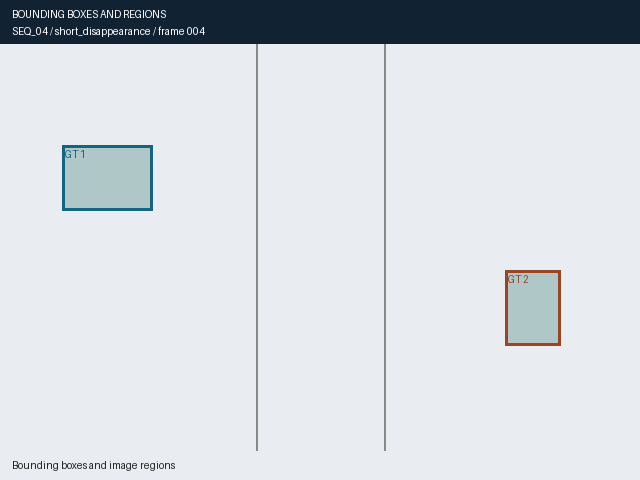 BOUNDING BOXES AND REGIONS
SEQ_04 / short_disappearance / frame 004
GT1
GT2
Bounding boxes and image regions